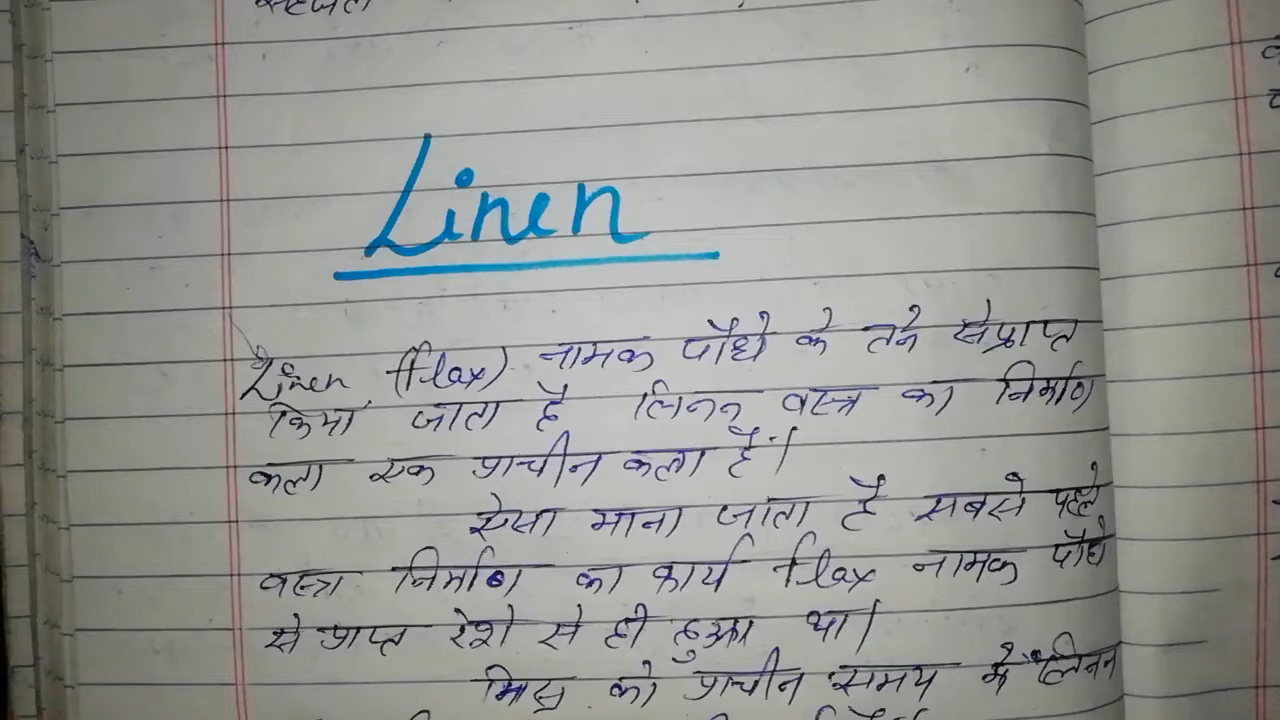 Linen
Linen (flax) नामक पौधे के तने से प्राप्त
किया जाता है लिनन वस्त्र का निर्माण
कला एक प्राचीन कला है।
ऐसा माना जाता है सबसे पहले
वस्त्र निर्माण का कार्य flax नामक पौधे
से प्राप्त रेशे से ही हुआ था।
मिस्र को प्राचीन समय में लिनन